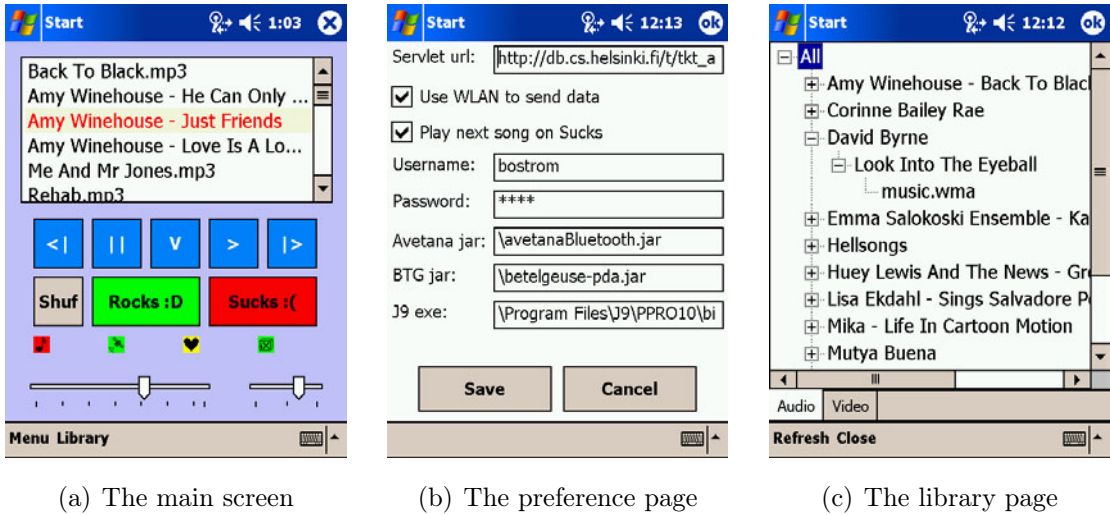 Start 1:03
Back To Black.mp3
Amy Winehouse - He Can Only ...
Amy Winehouse - Just Friends
Amy Winehouse - Love Is A Lo...
Me And Mr Jones.mp3
Rehab.mp3
<| || V > |>
Shuf Rocks :D Sucks :(
Menu Library
(a) The main screen
Start 12:13 ok
Servlet url: http://db.cs.helsinki.fi/t/tkt_a
Use WLAN to send data
Play next song on Sucks
Username: bostrom
Password: ****
Avetana jar: \avetanaBluetooth.jar
BTG jar: \betelgeuse-pda.jar
J9 exe: \Program Files\J9\PPRO10\bi
Save Cancel
(b) The preference page
Start 12:12 ok
All
Amy Winehouse - Back To Blac
Corinne Bailey Rae
David Byrne
Look Into The Eyeball
music.wma
Emma Salokoski Ensemble - Ka
Hellsongs
Huey Lewis And The News - Gr
Lisa Ekdahl - Sings Salvadore P
Mika - Life In Cartoon Motion
Mutya Buena
Audio Video
Refresh Close
(c) The library page